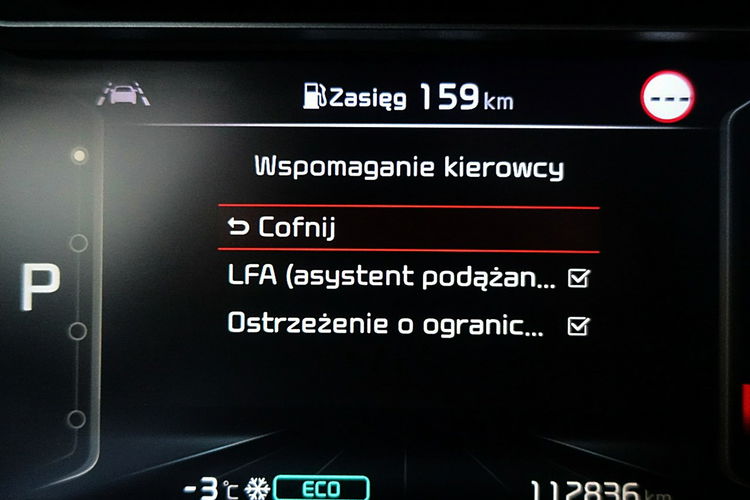 Zasięg 159 km
---
Wspomaganie kierowcy
Cofnij
LFA (asystent podążan...
P
Ostrzeżenie o ogranic...
-3 °C ECO 112836 km